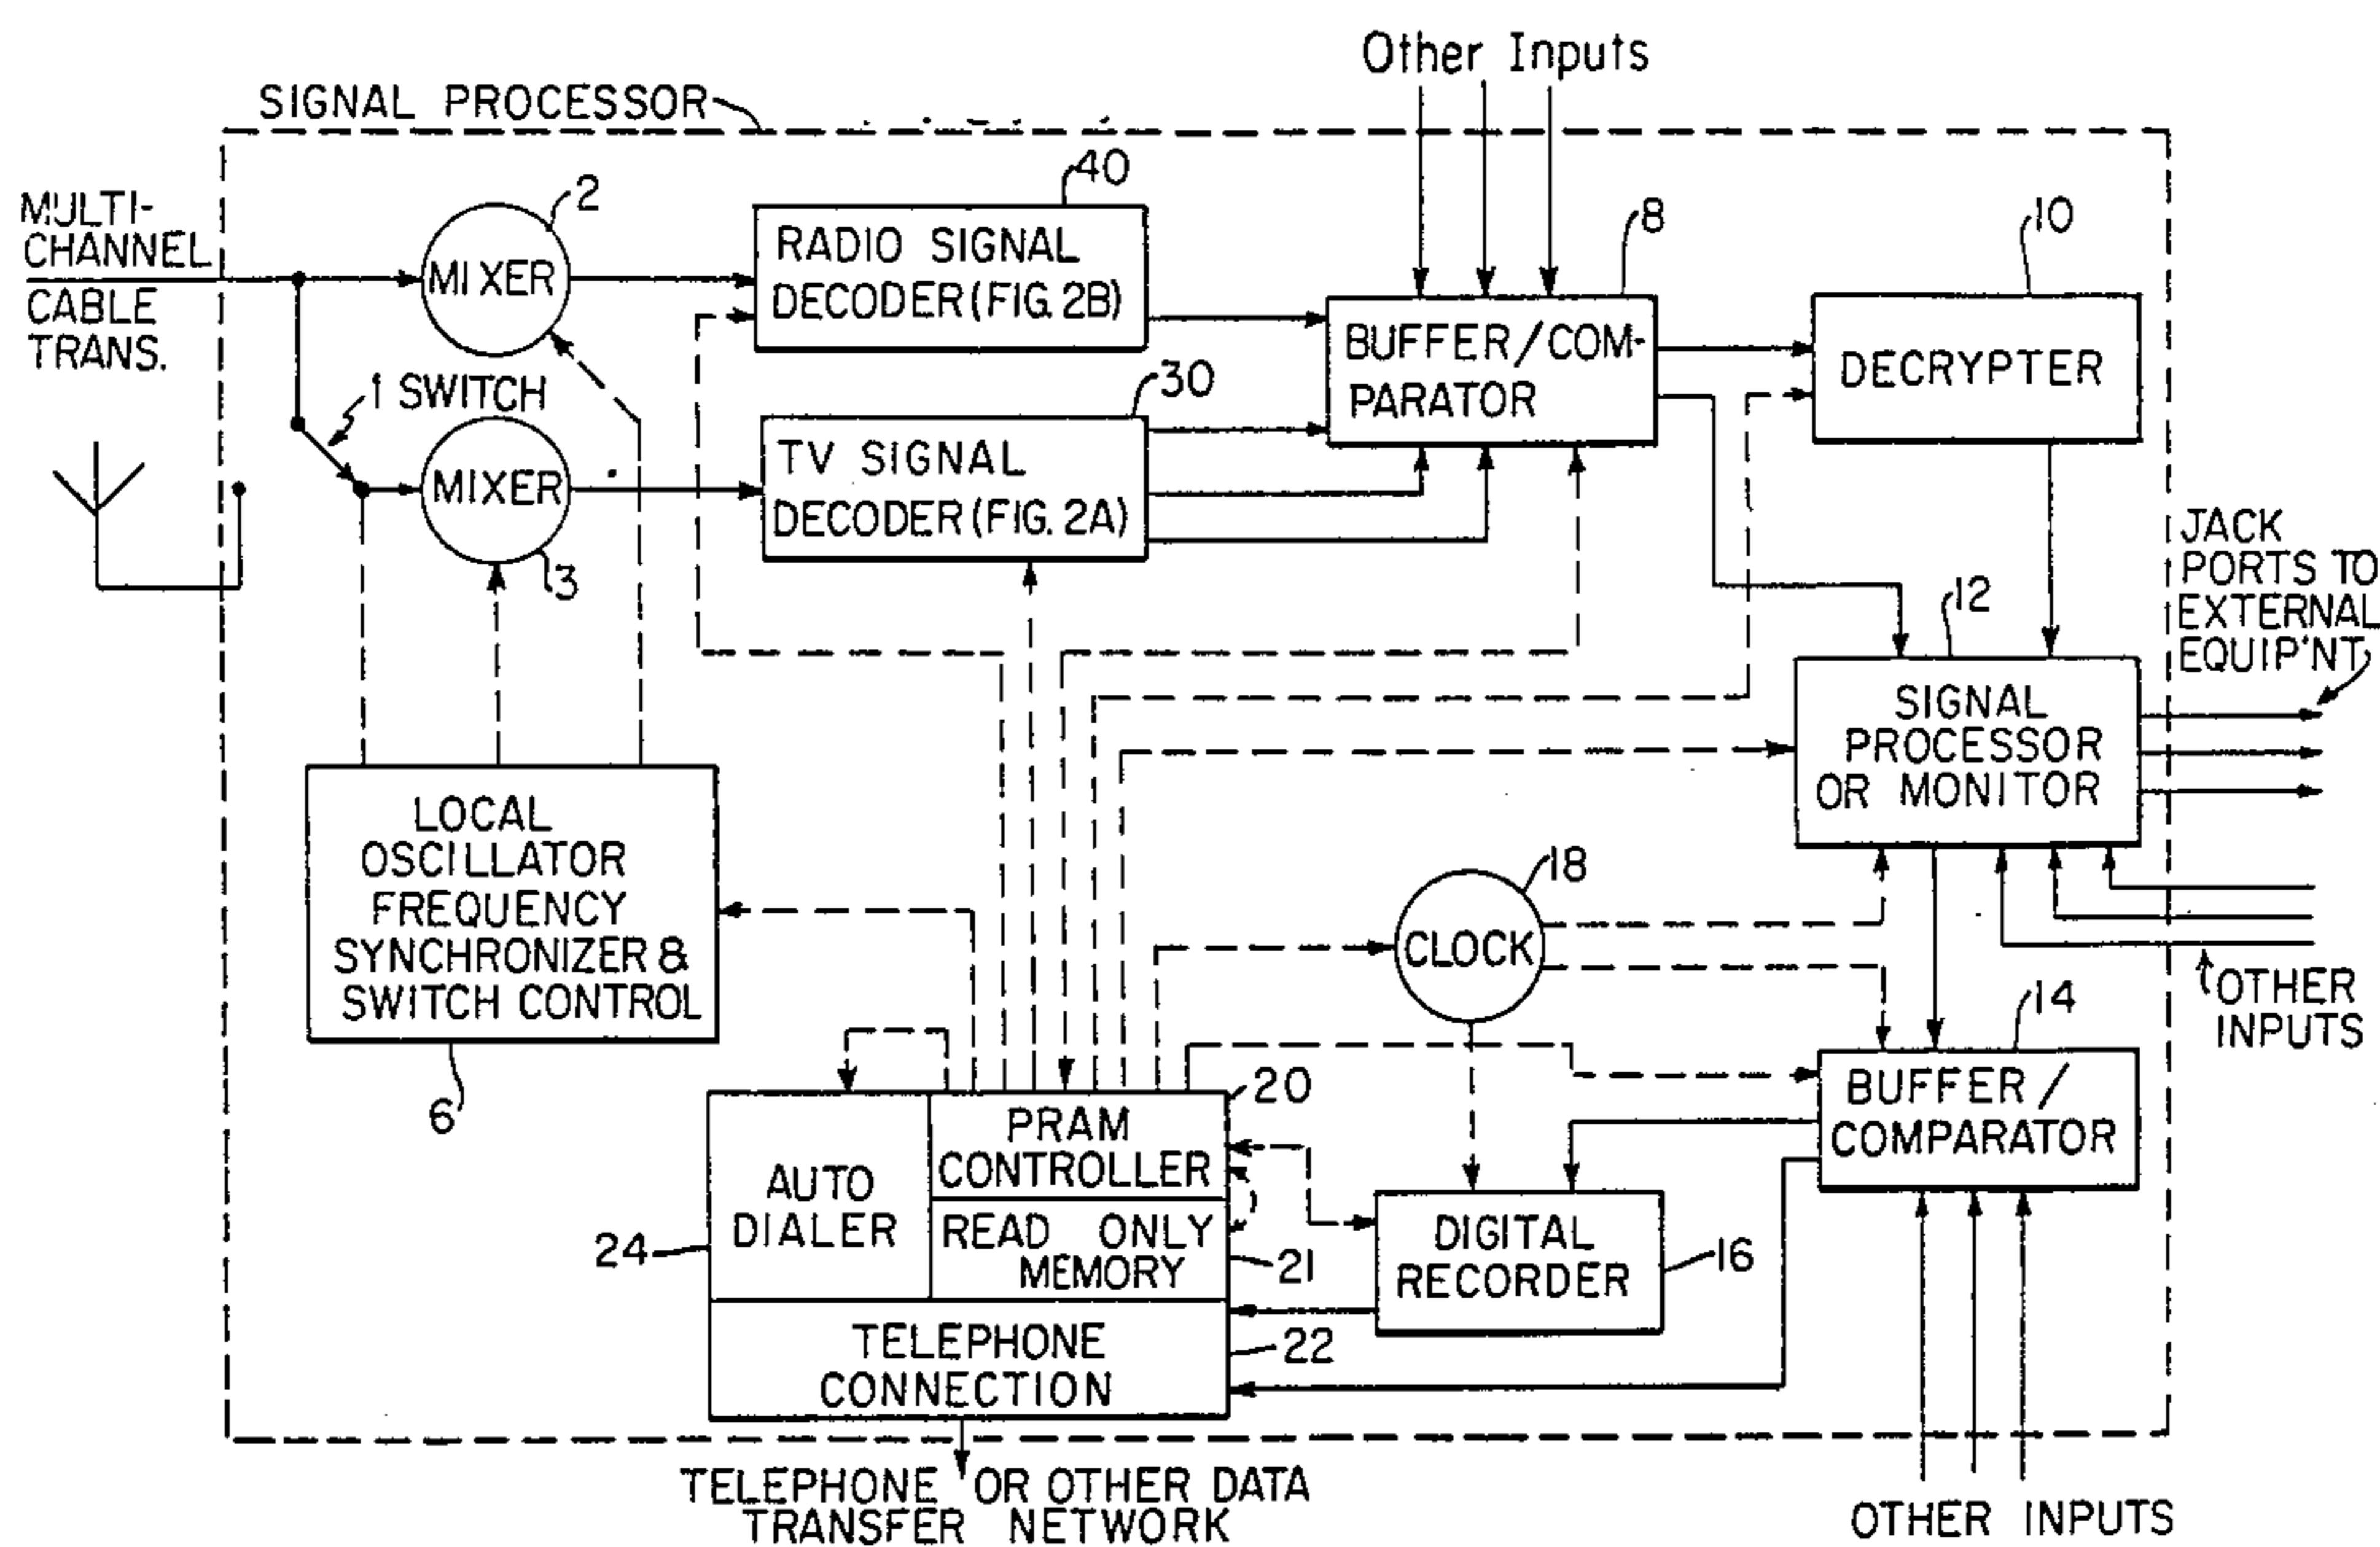 Other Inputs
SIGNAL PROCESSOR
40
2
8
10
MULTI-
CHANNEL
CABLE
TRANS.
MIXER
RADIO SIGNAL
DECODER (FIG. 2B)
BUFFER/COM-
PARATOR
DECRYPTER
1 SWITCH
30
MIXER
3
TV SIGNAL
DECODER (FIG. 2A)
JACK
PORTS TO
EXTERNAL
EQUIP'NT
12
SIGNAL
PROCESSOR
OR MONITOR
LOCAL
OSCILLATOR
FREQUENCY
SYNCHRONIZER &
SWITCH CONTROL
6
18
CLOCK
OTHER
INPUTS
14
BUFFER/
COMPARATOR
20
PRAM
CONTROLLER
AUTO
DIALER
24
READ ONLY
MEMORY
21
DIGITAL
RECORDER
16
TELEPHONE
CONNECTION
22
TELEPHONE OR OTHER DATA
TRANSFER NETWORK
OTHER INPUTS